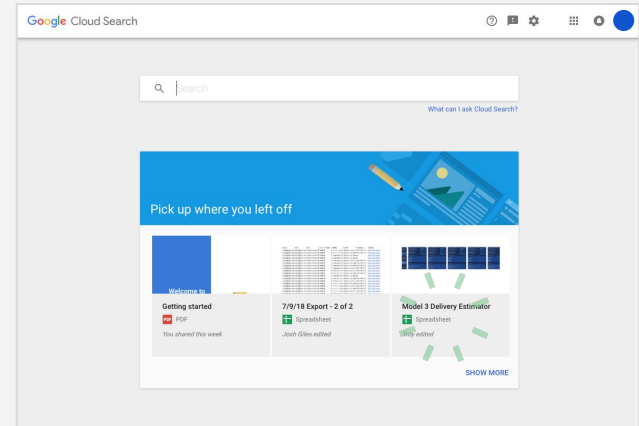 Google Cloud Search
Search
What can I ask Cloud Search?
Pick up where you left off
Welcome to
Getting started
PDF PDF
You shared this week
7/9/18 Export - 2 of 2
Spreadsheet
Josh Giles edited
Model 3 Delivery Estimator
Spreadsheet
edited
SHOW MORE